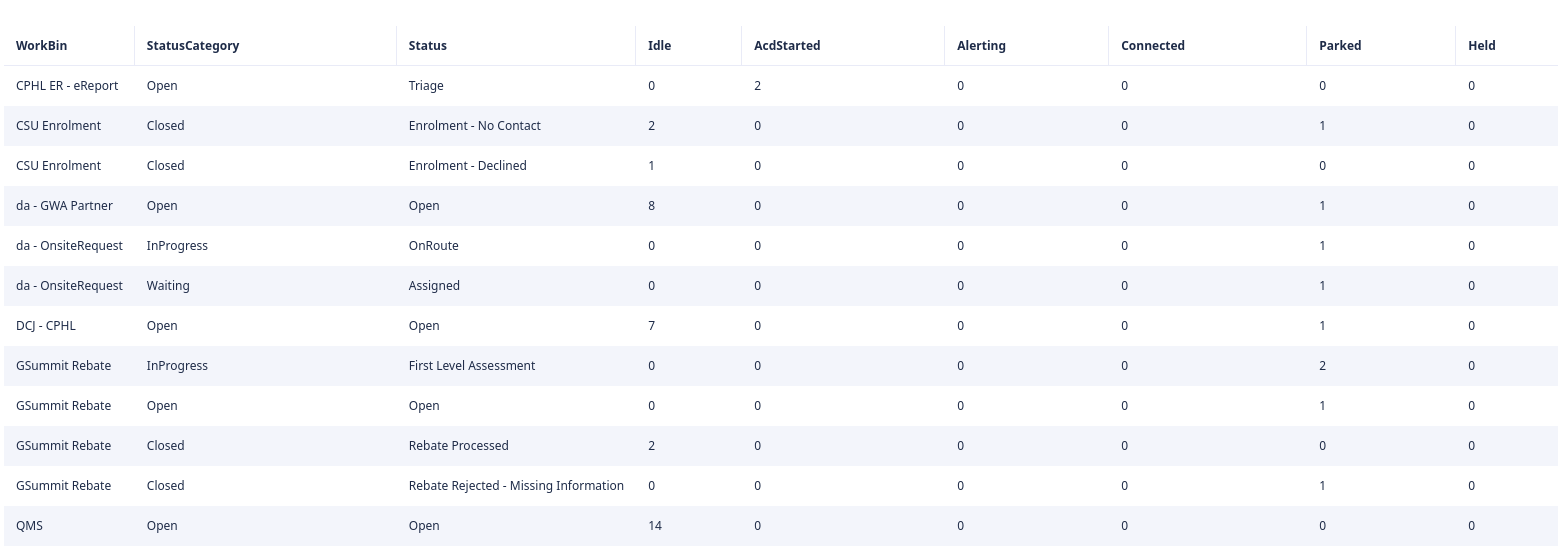 WorkBin StatusCategory Status Idle AcdStarted Alerting Connected Parked Held
CPHL ER - eReport Open Triage 0 2 0 0 0 0
CSU Enrolment Closed Enrolment - No Contact 2 0 0 0 1 0
CSU Enrolment Closed Enrolment - Declined 1 0 0 0 0 0
da - GWA Partner Open Open 8 0 0 0 1 0
da - OnsiteRequest InProgress OnRoute 0 0 0 0 1 0
da - OnsiteRequest Waiting Assigned 0 0 0 0 1 0
DCJ - CPHL Open Open 7 0 0 0 1 0
GSummit Rebate InProgress First Level Assessment 0 0 0 0 2 0
GSummit Rebate Open Open 0 0 0 0 1 0
GSummit Rebate Closed Rebate Processed 2 0 0 0 0 0
GSummit Rebate Closed Rebate Rejected - Missing Information 0 0 0 0 1 0
QMS Open Open 14 0 0 0 0 0